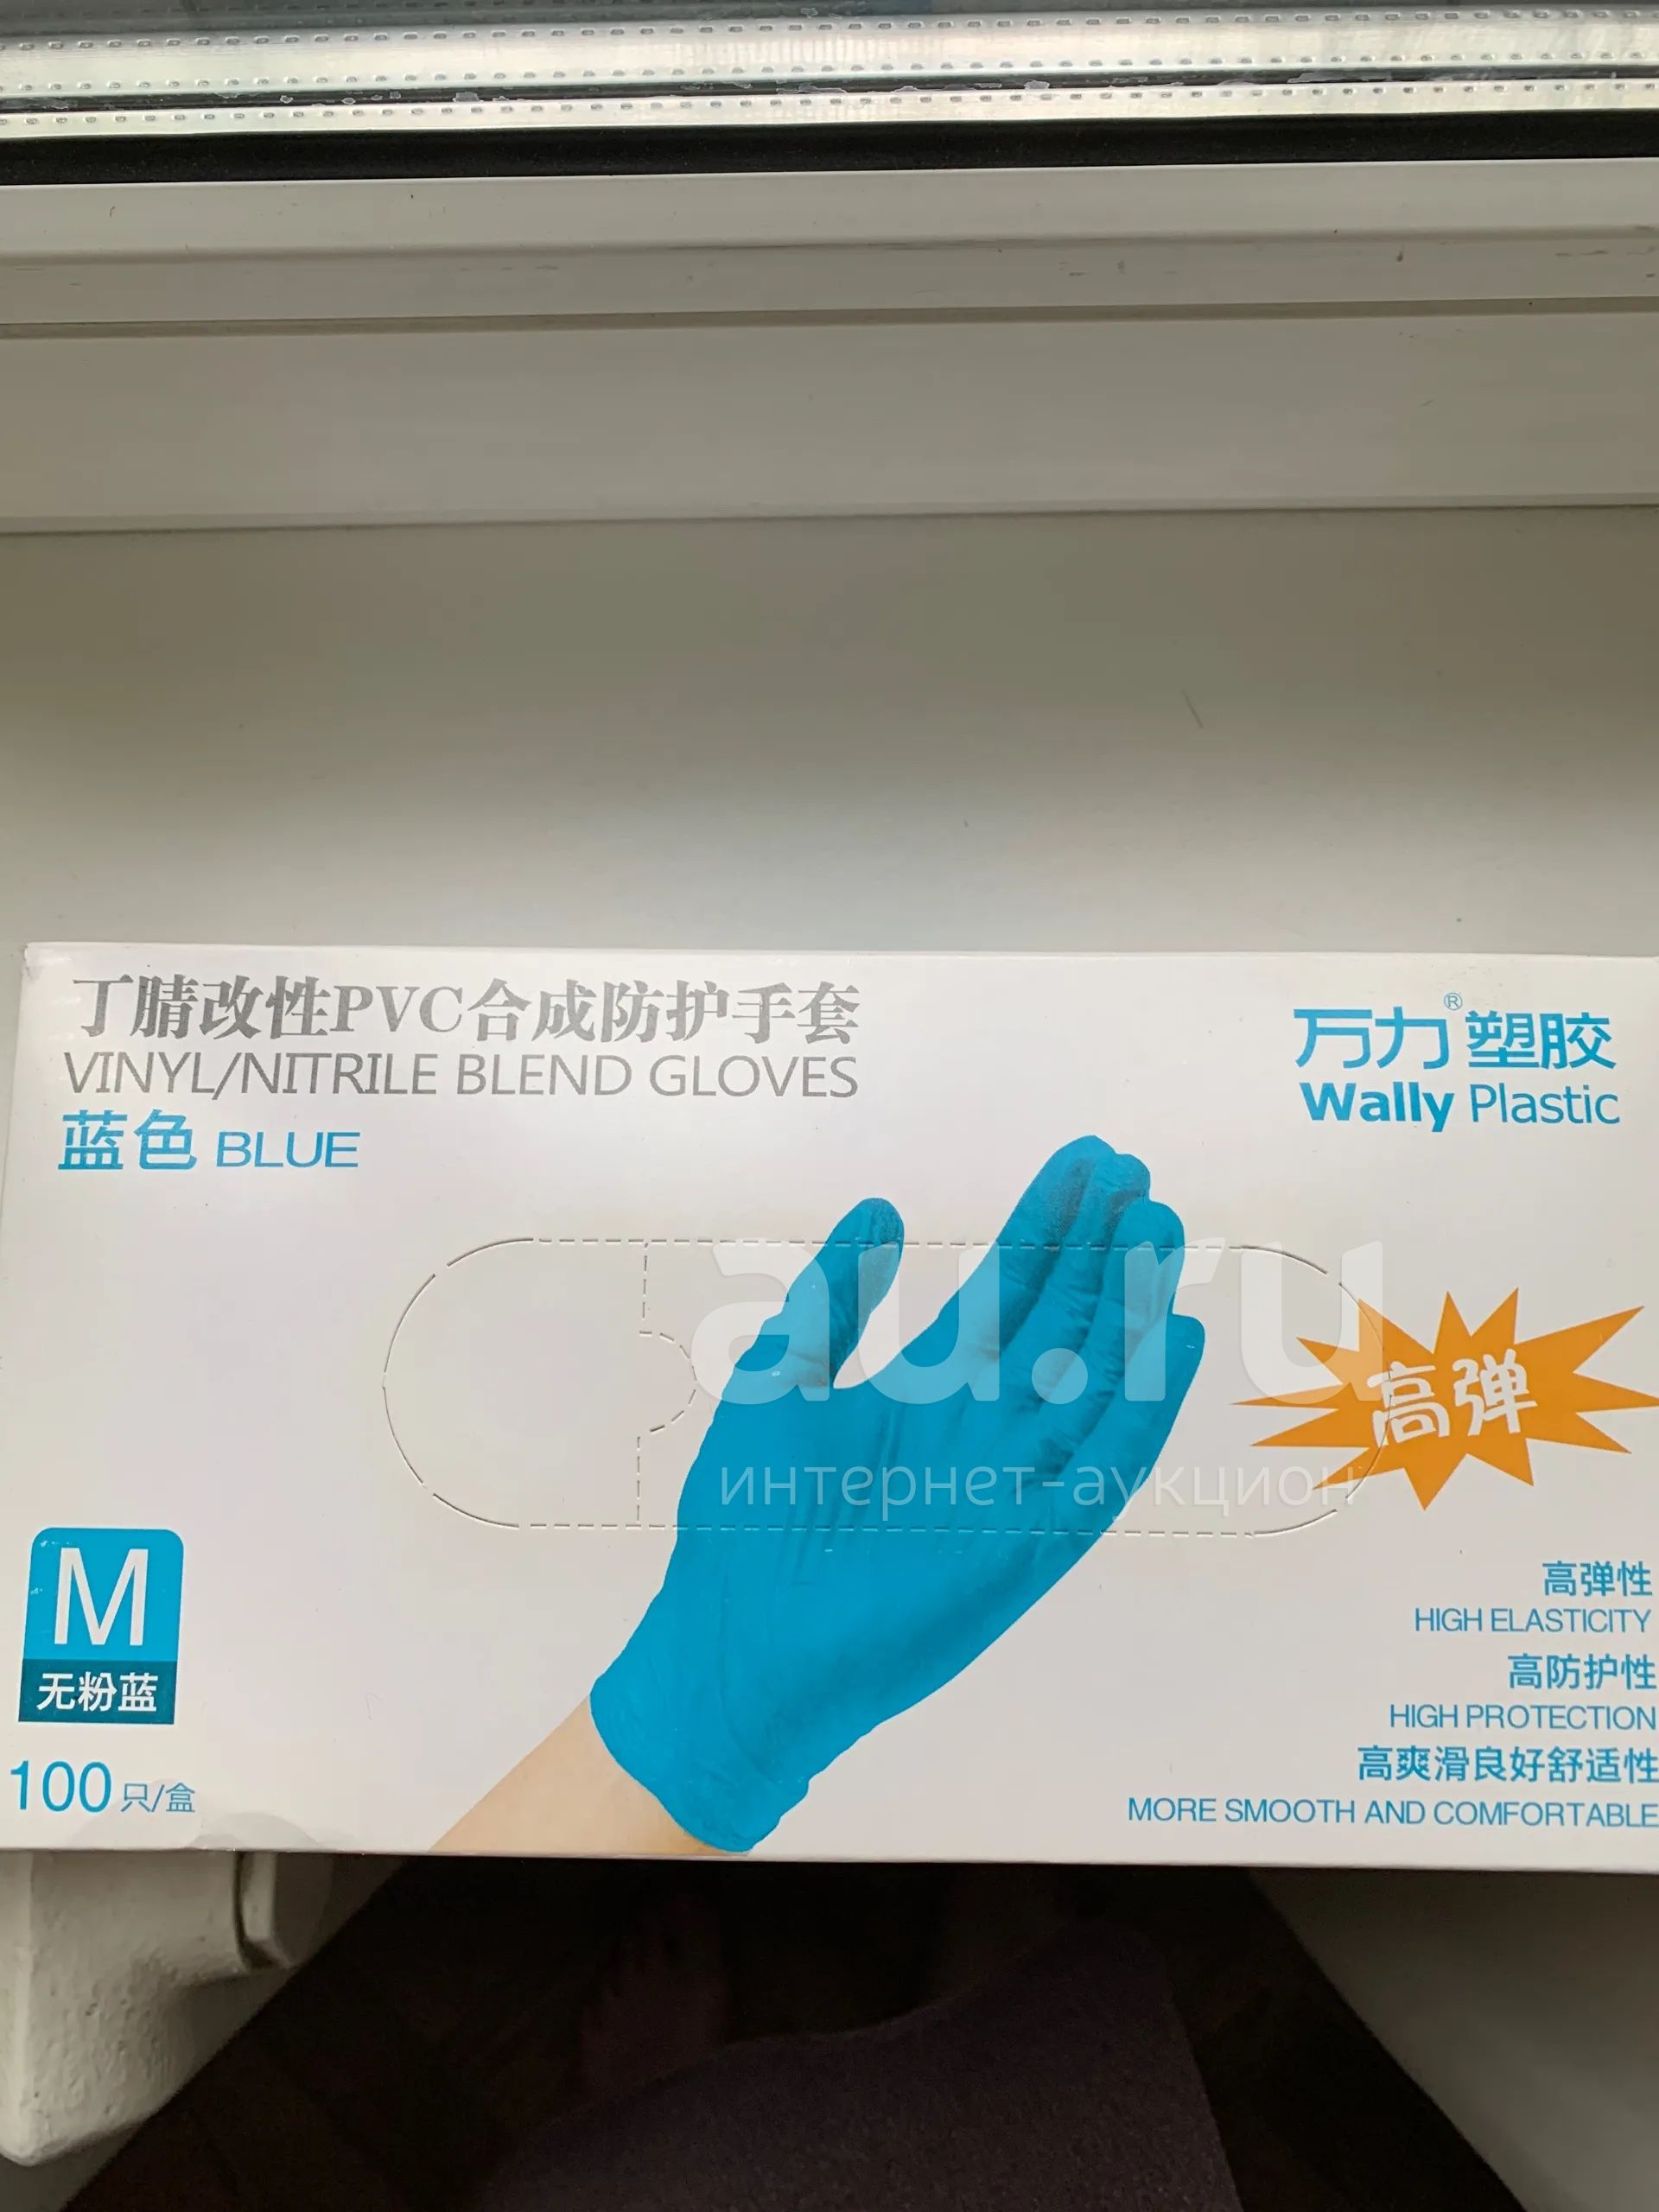 丁腈改性PVC合成防护手套
VINYL/NITRILE BLEND GLOVES
蓝色 BLUE
万力®塑胶
Wally Plastic
au.ru
интернет-аукцион
高弹
M
无粉蓝
100只/盒
高弹性
HIGH ELASTICITY
高防护性
HIGH PROTECTION
高爽滑良好舒适性
MORE SMOOTH AND COMFORTABLE